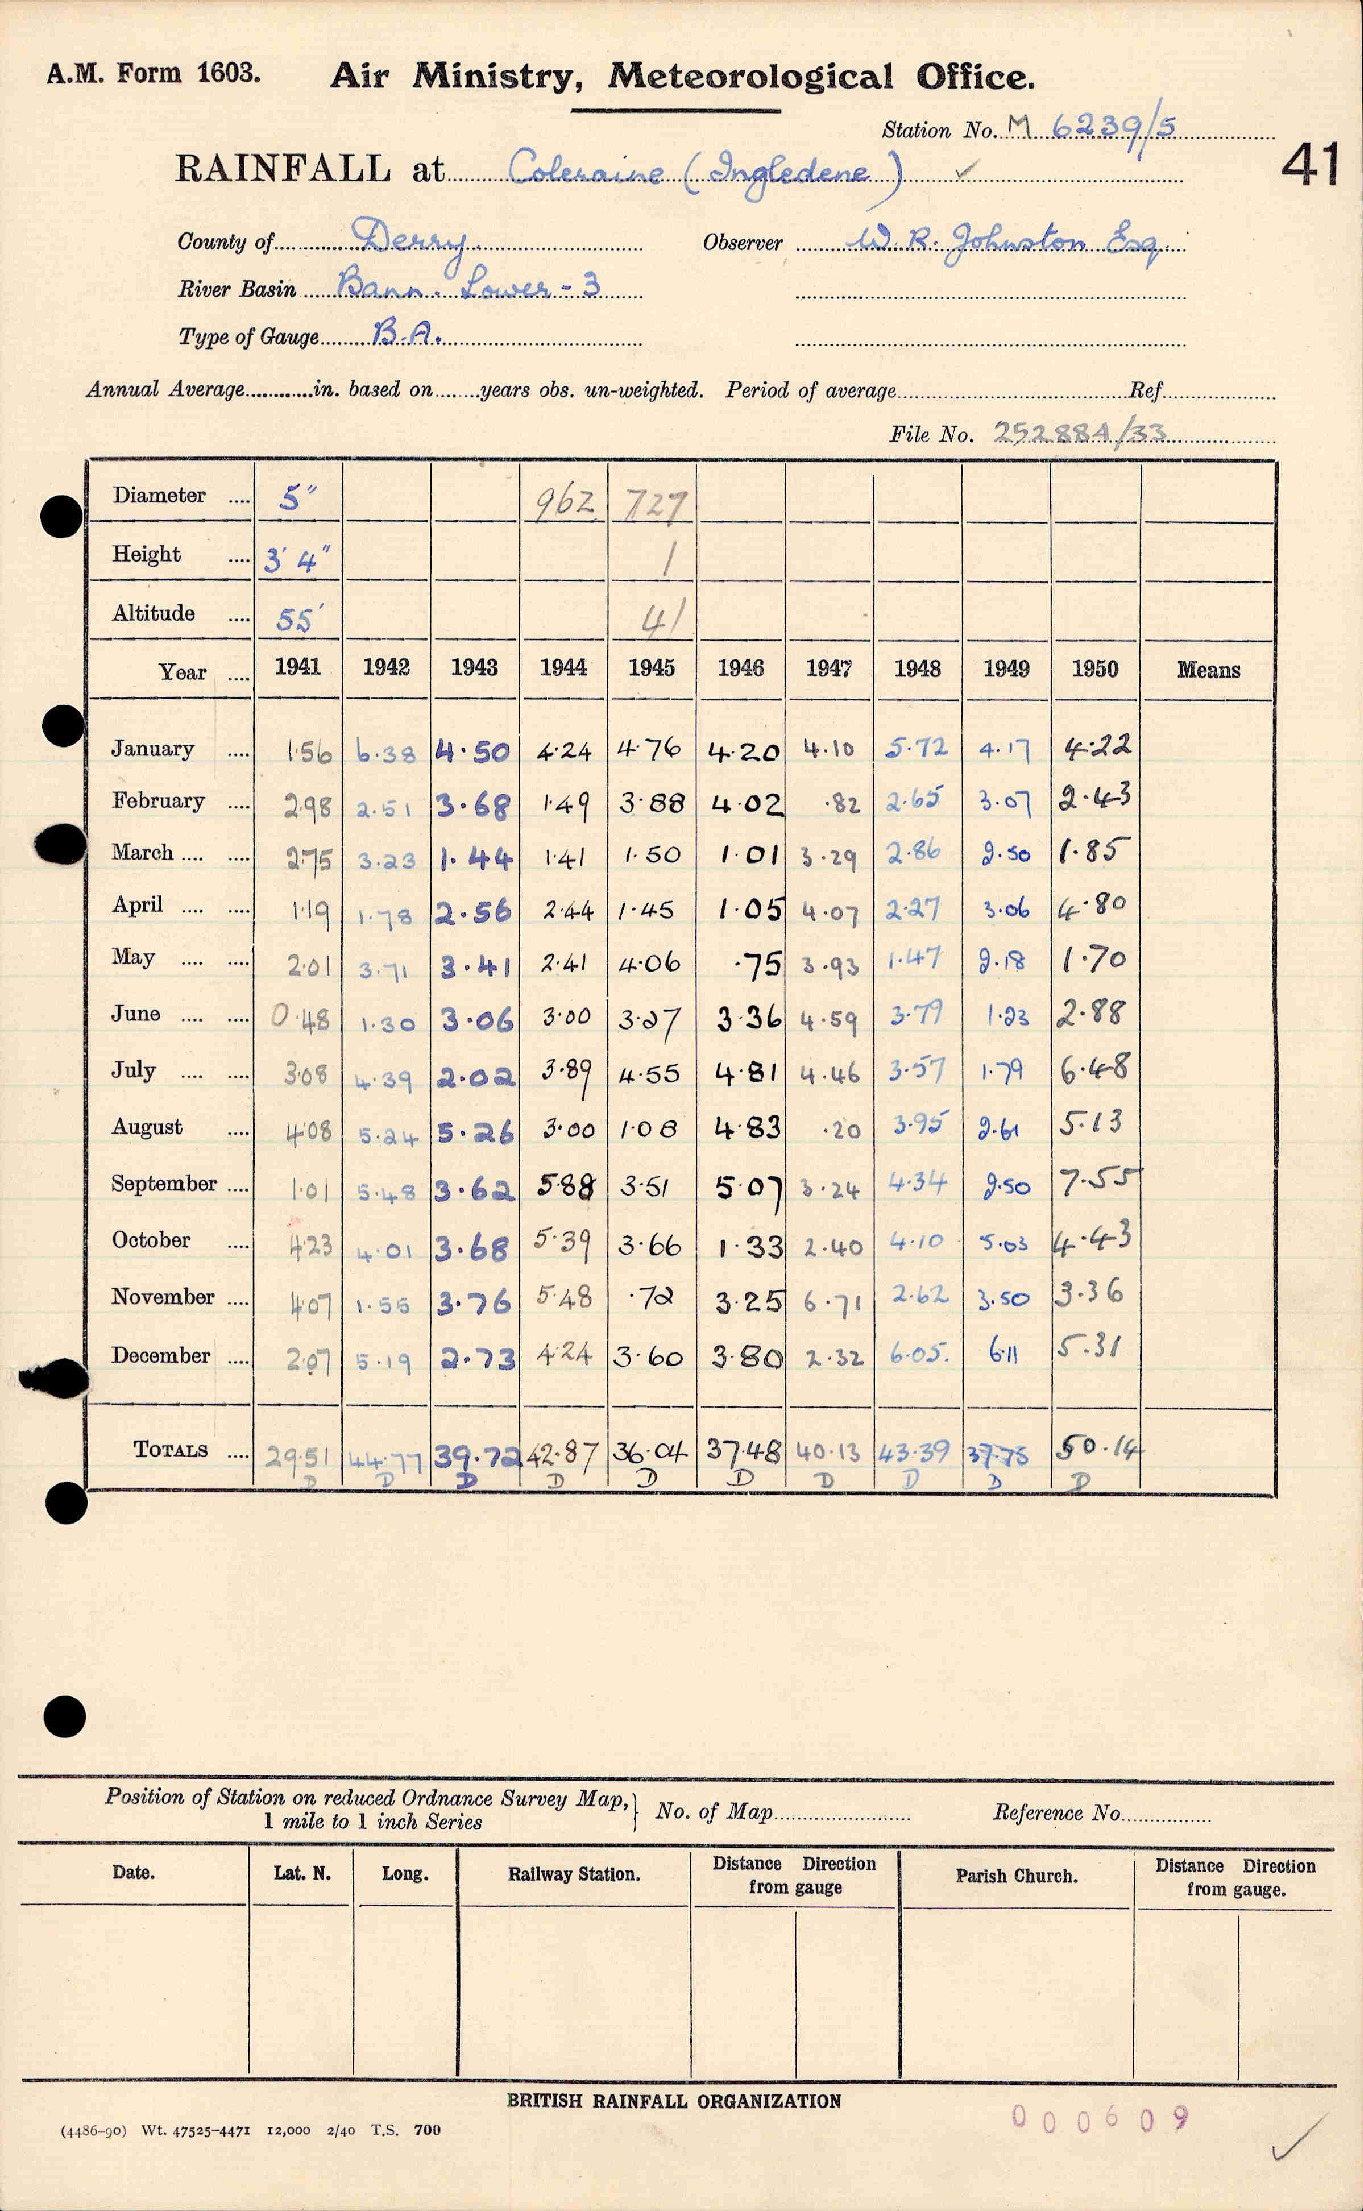 A.M. Form 1603. Air Ministry, Meteorological Office.
Station No. M 6239/5
41
RAINFALL at Coleraine (Ingledene) ✓
County of Derry. Observer W. R. Johnston Esq.
River Basin Bann. Lower - 3
Type of Gauge B.A.
Annual Average............in. based on........years obs. un-weighted. Period of average..............Ref..............
File No. 252884/33
Diameter .... 5" 962 727
Height .... 3' 4" 1
Altitude .... 55' 41
Year .... 1941 1942 1943 1944 1945 1946 1947 1948 1949 1950 Means
January .... 1.56 6.38 4.50 4.24 4.76 4.20 4.10 5.72 4.17 4.22
February .... 2.98 2.51 3.68 1.49 3.88 4.02 .82 2.65 3.07 2.43
March .... .... 2.75 3.23 1.44 1.41 1.50 1.01 3.29 2.86 2.50 1.85
April .... .... 1.19 1.78 2.56 2.44 1.45 1.05 4.07 2.27 3.06 4.80
May .... .... 2.01 3.71 3.41 2.41 4.06 .75 3.93 1.47 2.18 1.70
June .... .... 0.48 1.30 3.06 3.00 3.27 3.36 4.59 3.79 1.23 2.88
July .... .... 3.08 4.39 2.02 3.89 4.55 4.81 4.46 3.57 1.79 6.48
August .... 4.08 5.24 5.26 3.00 1.08 4.83 .20 3.95 2.61 5.13
September .... 1.01 5.48 3.62 5.88 3.51 5.07 3.24 4.34 2.50 7.55
October .... 4.23 4.01 3.68 5.39 3.66 1.33 2.40 4.10 5.03 4.43
November .... 4.07 1.55 3.76 5.48 .72 3.25 6.71 2.62 3.50 3.36
December .... 2.07 5.19 2.73 4.24 3.60 3.80 2.32 6.05. 6.11 5.31
TOTALS .... 29.51 44.77 39.72 42.87 36.04 37.48 40.13 43.39 37.75 50.14
D D D D D D D D D D
Position of Station on reduced Ordnance Survey Map,} No. of Map.............. Reference No..............
1 mile to 1 inch Series
Date. Lat. N. Long. Railway Station. Distance Direction from gauge Parish Church. Distance Direction from gauge.
BRITISH RAINFALL ORGANIZATION
(4486-90) Wt. 47525-4471 12,000 2/40 T.S. 700
000609
✓